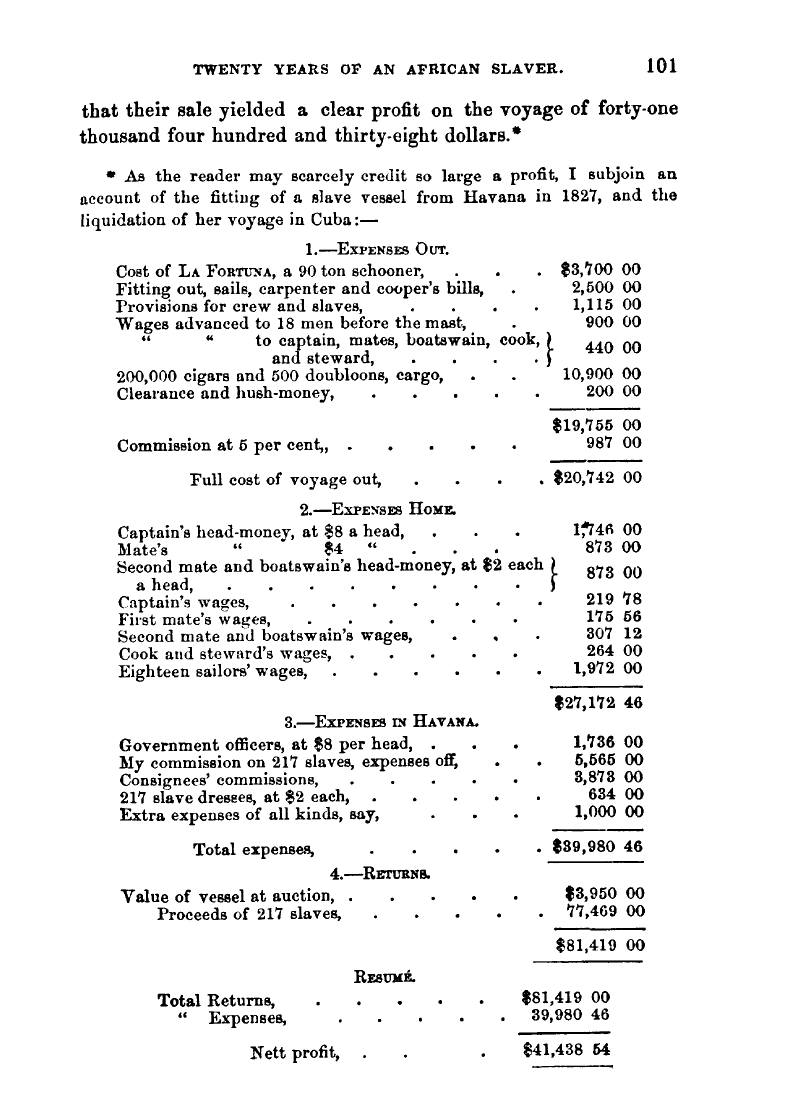 TWENTY YEARS OF AN AFRICAN SLAVER. 101
that their sale yielded a clear profit on the voyage of forty-one
thousand four hundred and thirty-eight dollars.*
* As the reader may scarcely credit so large a profit, I subjoin an
account of the fitting of a slave vessel from Havana in 1827, and the
liquidation of her voyage in Cuba:—
1.—EXPENSES OUT.
Cost of LA FORTUNA, a 90 ton schooner, . . . $3,700 00
Fitting out, sails, carpenter and cooper's bills, . 2,500 00
Provisions for crew and slaves, . . . . 1,115 00
Wages advanced to 18 men before the mast, . 900 00
“ “ to captain, mates, boatswain, cook, } 440 00
and steward, . . . . }
200,000 cigars and 500 doubloons, cargo, . . 10,900 00
Clearance and hush-money, . . . . . 200 00
$19,755 00
Commission at 5 per cent,, . . . . . 987 00
Full cost of voyage out, . . . . $20,742 00
2.—EXPENSES HOME.
Captain's head-money, at $8 a head, . . . 1,746 00
Mate's “ $4 “ . . . 873 00
Second mate and boatswain's head-money, at $2 each } 873 00
a head, . . . . . . . . }
Captain's wages, . . . . . . . 219 78
First mate's wages, . . . . . . 175 56
Second mate and boatswain's wages, . . . 307 12
Cook and steward's wages, . . . . . 264 00
Eighteen sailors' wages, . . . . . . 1,972 00
$27,172 46
3.—EXPENSES IN HAVANA.
Government officers, at $8 per head, . . . 1,736 00
My commission on 217 slaves, expenses off, . . 5,565 00
Consignees' commissions, . . . . . 3,873 00
217 slave dresses, at $2 each, . . . . . 634 00
Extra expenses of all kinds, say, . . . 1,000 00
Total expenses, . . . . . $39,980 46
4.—RETURNS.
Value of vessel at auction, . . . . . $3,950 00
Proceeds of 217 slaves, . . . . . 77,469 00
$81,419 00
RESUMÉ.
Total Returns, . . . . . $81,419 00
“ Expenses, . . . . . 39,980 46
Nett profit, . . . $41,438 54